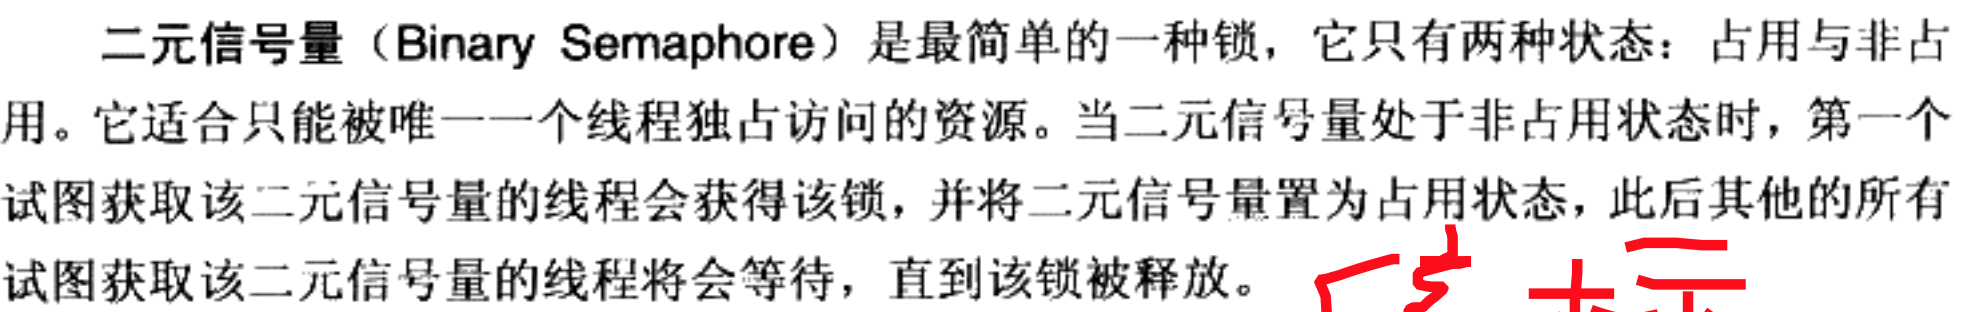 二元信号量（Binary Semaphore）是最简单的一种锁，它只有两种状态：占用与非占
用。它适合只能被唯一一个线程独占访问的资源。当二元信号量处于非占用状态时，第一个
试图获取该二元信号量的线程会获得该锁，并将二元信号量置为占用状态，此后其他的所有
试图获取该二元信号量的线程将会等待，直到该锁被释放。